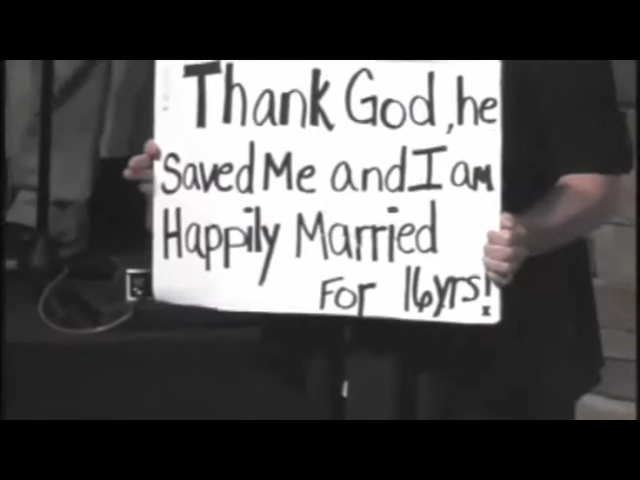 Thank God, he
Saved Me and I am
Happily Married
For 16yrs!